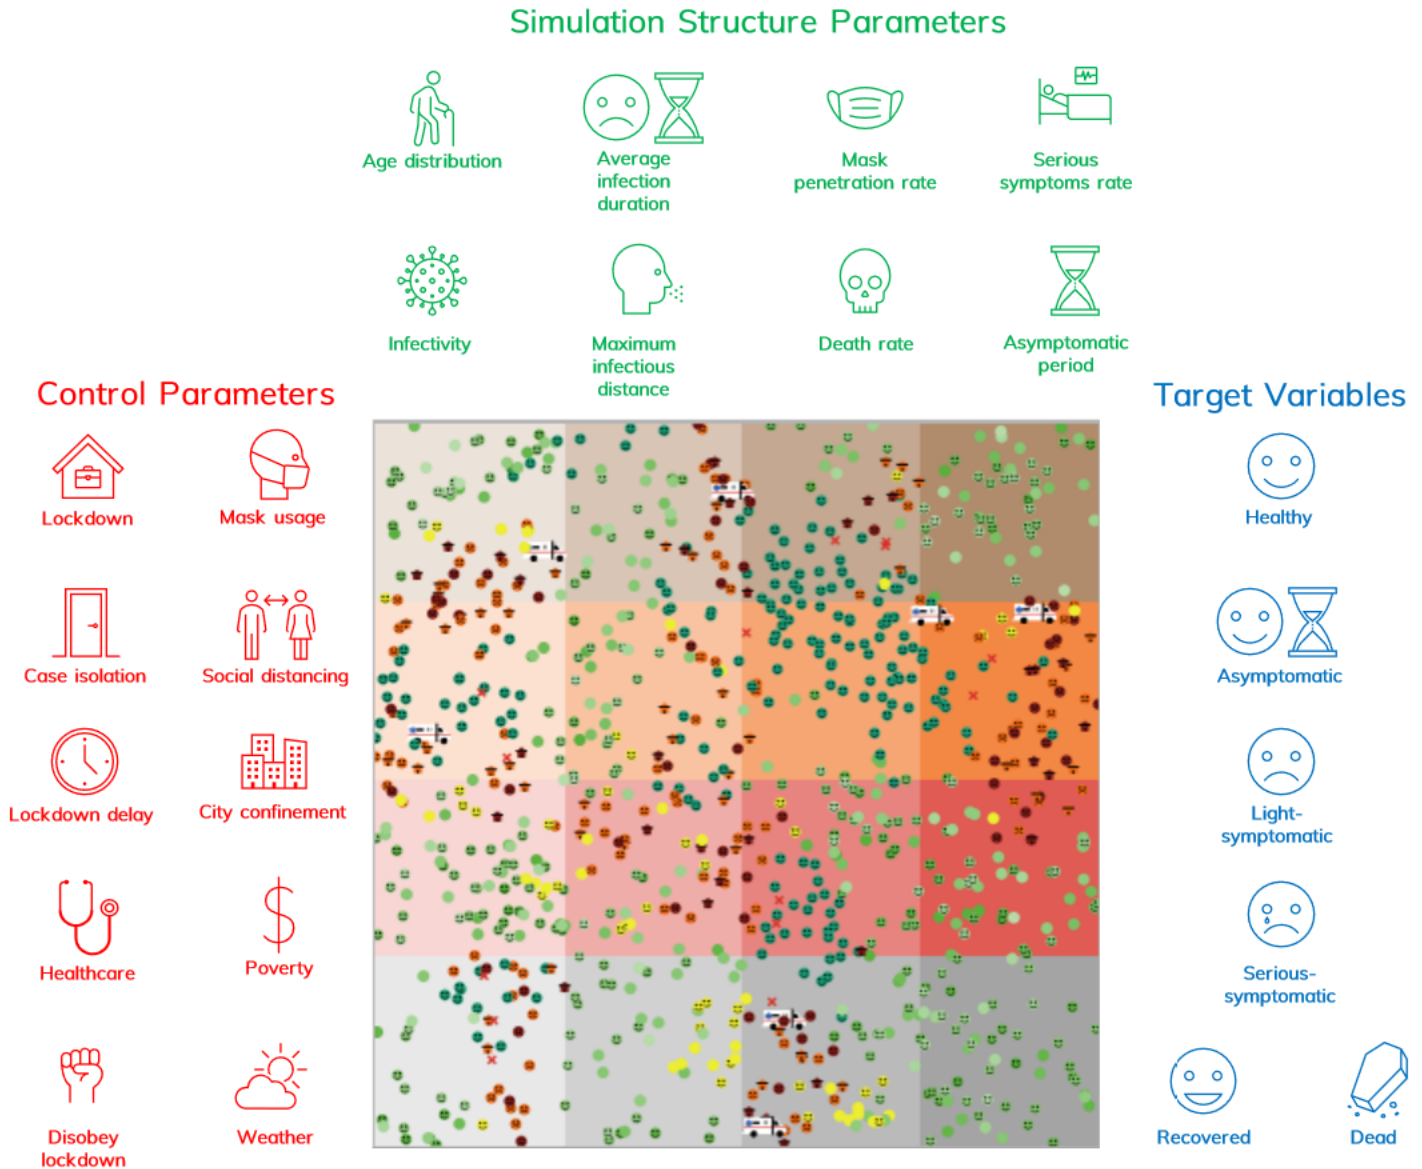 Simulation Structure Parameters
Age distribution
Average
infection
duration
Mask
penetration rate
Serious
symptoms rate
Infectivity
Maximum
infectious
distance
Death rate
Asymptomatic
period
Control Parameters
Lockdown
Mask usage
Case isolation
Social distancing
Lockdown delay
City confinement
Healthcare
Poverty
Disobey
lockdown
Weather
Target Variables
Healthy
Asymptomatic
Light-
symptomatic
Serious-
symptomatic
Recovered
Dead